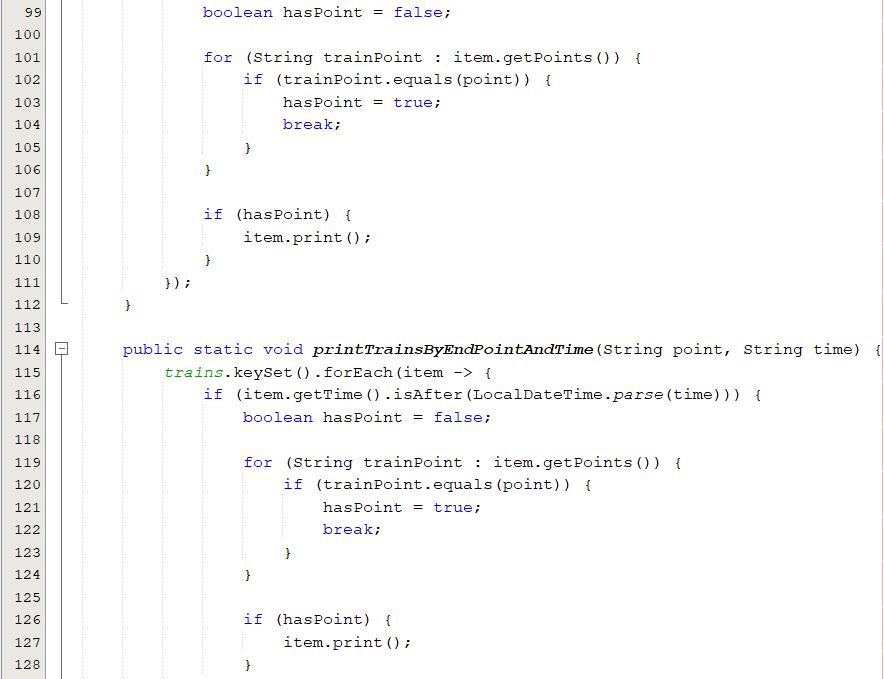 99                boolean hasPoint = false;
100
101                for (String trainPoint : item.getPoints()) {
102                    if (trainPoint.equals(point)) {
103                        hasPoint = true;
104                        break;
105                    }
106                }
107
108                if (hasPoint) {
109                    item.print();
110                }
111            });
112        }
113
114        public static void printTrainsByEndPointAndTime(String point, String time) {
115            trains.keySet().forEach(item -> {
116                if (item.getTime().isAfter(LocalDateTime.parse(time))) {
117                    boolean hasPoint = false;
118
119                    for (String trainPoint : item.getPoints()) {
120                        if (trainPoint.equals(point)) {
121                            hasPoint = true;
122                            break;
123                        }
124                    }
125
126                    if (hasPoint) {
127                        item.print();
128                    }